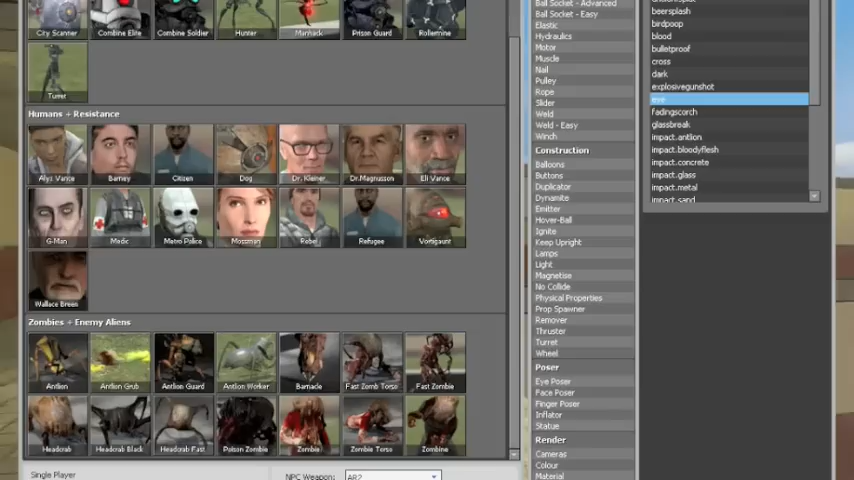 City Scanner Combine Elite Combine Soldier Hunter Manhack Prison Guard Rollermine
Turret
Humans + Resistance
Alyx Vance Barney Citizen Dog Dr. Kleiner Dr.Magnusson Eli Vance
G-Man Medic Metro Police Mossman Rebel Refugee Vortigaunt
Wallace Breen
Zombies + Enemy Aliens
Antlion Antlion Grub Antlion Guard Antlion Worker Barnacle Fast Zomb Torso Fast Zombie
Headcrab Headcrab Black Headcrab Fast Poison Zombie Zombie Zombie Torso Zombine
Single Player
NPC Weapon: AR2
Ball Socket - Advanced
Ball Socket - Easy
Elastic
Hydraulics
Motor
Muscle
Nail
Pulley
Rope
Slider
Weld
Weld - Easy
Winch
Construction
Balloons
Buttons
Duplicator
Dynamite
Emitter
Hover-Ball
Ignite
Keep Upright
Lamps
Light
Magnetise
No Collide
Physical Properties
Prop Spawner
Remover
Thruster
Turret
Wheel
Poser
Eye Poser
Face Poser
Finger Poser
Inflator
Statue
Render
Cameras
Colour
Material
beersplash
birdpoop
blood
bulletproof
cross
dark
explosivegunshot
eye
fadingscorch
glassbreak
impact.antlion
impact.bloodyflesh
impact.concrete
impact.glass
impact.metal
impact.sand